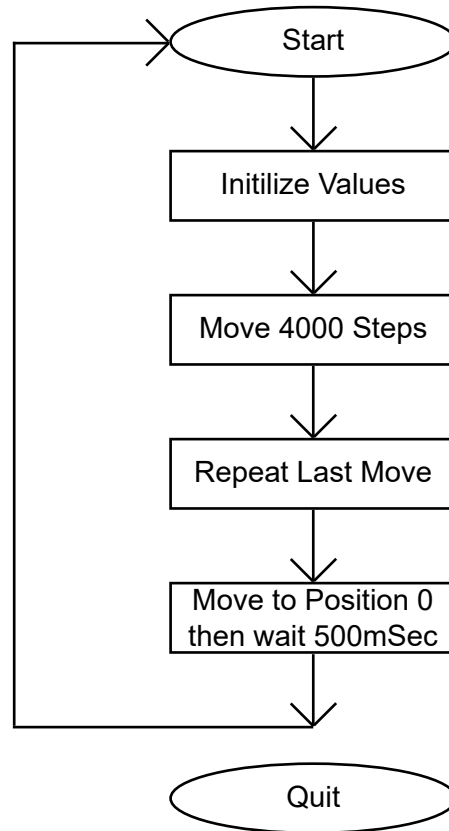 Start
Initilize Values
Move 4000 Steps
Repeat Last Move
Move to Position 0
then wait 500mSec
Quit